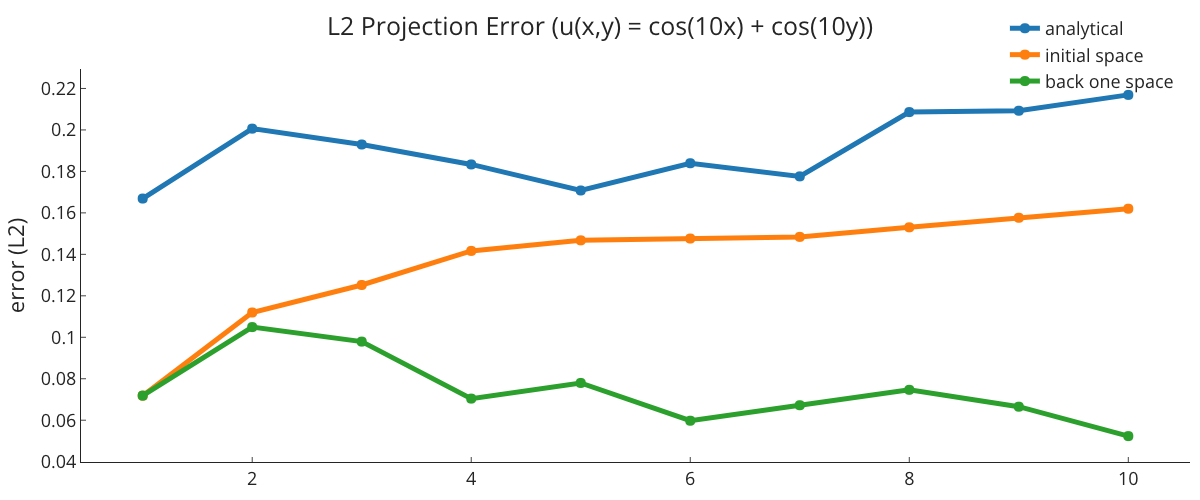 L2 Projection Error (u(x,y) = cos(10x) + cos(10y))
analytical
initial space
back one space
error (L2)
0.22
0.2
0.18
0.16
0.14
0.12
0.1
0.08
0.06
0.04
2 4 6 8 10